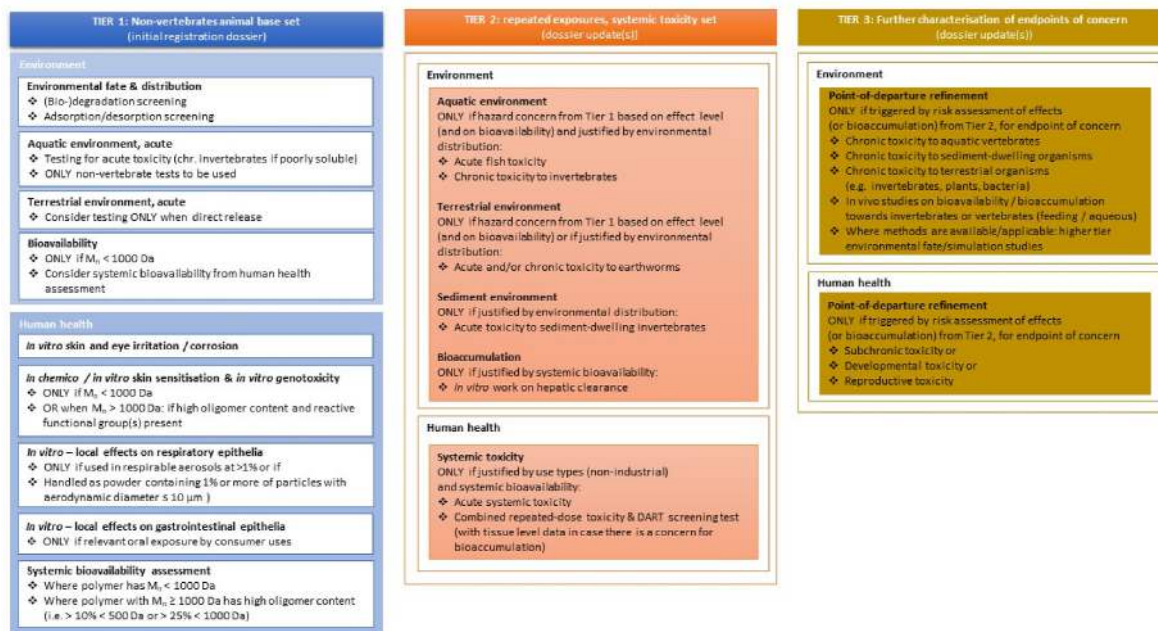 TIER 1: Non-vertebrates animal base set
(initial registration dossier)
Environment
Environmental fate & distribution
❖ (Bio-)degradation screening
❖ Adsorption/desorption screening
Aquatic environment, acute
❖ Testing for acute toxicity (chr. Invertebrates if poorly soluble)
❖ ONLY non-vertebrate tests to be used
Terrestrial environment, acute
❖ Consider testing ONLY when direct release
Bioavailability
❖ ONLY if Mn < 1000 Da
❖ Consider systemic bioavailability from human health
assessment
Human health
In vitro skin and eye irritation / corrosion
In chemico / in vitro skin sensitisation & in vitro genotoxicity
❖ ONLY if Mn < 1000 Da
❖ OR when Mn > 1000 Da: if high oligomer content and reactive
functional group(s) present
In vitro – local effects on respiratory epithelia
❖ ONLY if used in respirable aerosols at >1% or if
❖ Handled as powder containing 1% or more of particles with
aerodynamic diameter ≤ 10 μm )
In vitro – local effects on gastrointestinal epithelia
❖ ONLY if relevant oral exposure by consumer uses
Systemic bioavailability assessment
❖ Where polymer has Mn < 1000 Da
❖ Where polymer with Mn ≥ 1000 Da has high oligomer content
(i.e. > 10% < 500 Da or > 25% < 1000 Da)
TIER 2: repeated exposures, systemic toxicity set
(dossier update(s))
Environment
Aquatic environment
ONLY if hazard concern from Tier 1 based on effect level
(and on bioavailability) and justified by environmental
distribution:
❖ Acute fish toxicity
❖ Chronic toxicity to invertebrates
Terrestrial environment
ONLY if hazard concern from Tier 1 based on effect level
(and on bioavailability) or if justified by environmental
distribution:
❖ Acute and/or chronic toxicity to earthworms
Sediment environment
ONLY if justified by environmental distribution:
❖ Acute toxicity to sediment-dwelling invertebrates
Bioaccumulation
ONLY if justified by systemic bioavailability:
❖ In vitro work on hepatic clearance
Human health
Systemic toxicity
ONLY if justified by use types (non-industrial)
and systemic bioavailability:
❖ Acute systemic toxicity
❖ Combined repeated-dose toxicity & DART screening test
(with tissue level data in case there is a concern for
bioaccumulation)
TIER 3: Further characterisation of endpoints of concern
(dossier update(s))
Environment
Point-of-departure refinement
ONLY if triggered by risk assessment of effects
(or bioaccumulation) from Tier 2, for endpoint of concern
❖ Chronic toxicity to aquatic vertebrates
❖ Chronic toxicity to sediment-dwelling organisms
❖ Chronic toxicity to terrestrial organisms
(e.g. invertebrates, plants, bacteria)
❖ In vivo studies on bioavailability / bioaccumulation
towards invertebrates or vertebrates (feeding / aqueous)
❖ Where methods are available/applicable: higher tier
environmental fate/simulation studies
Human health
Point-of-departure refinement
ONLY if triggered by risk assessment of effects
(or bioaccumulation) from Tier 2, for endpoint of concern
❖ Subchronic toxicity or
❖ Developmental toxicity or
❖ Reproductive toxicity